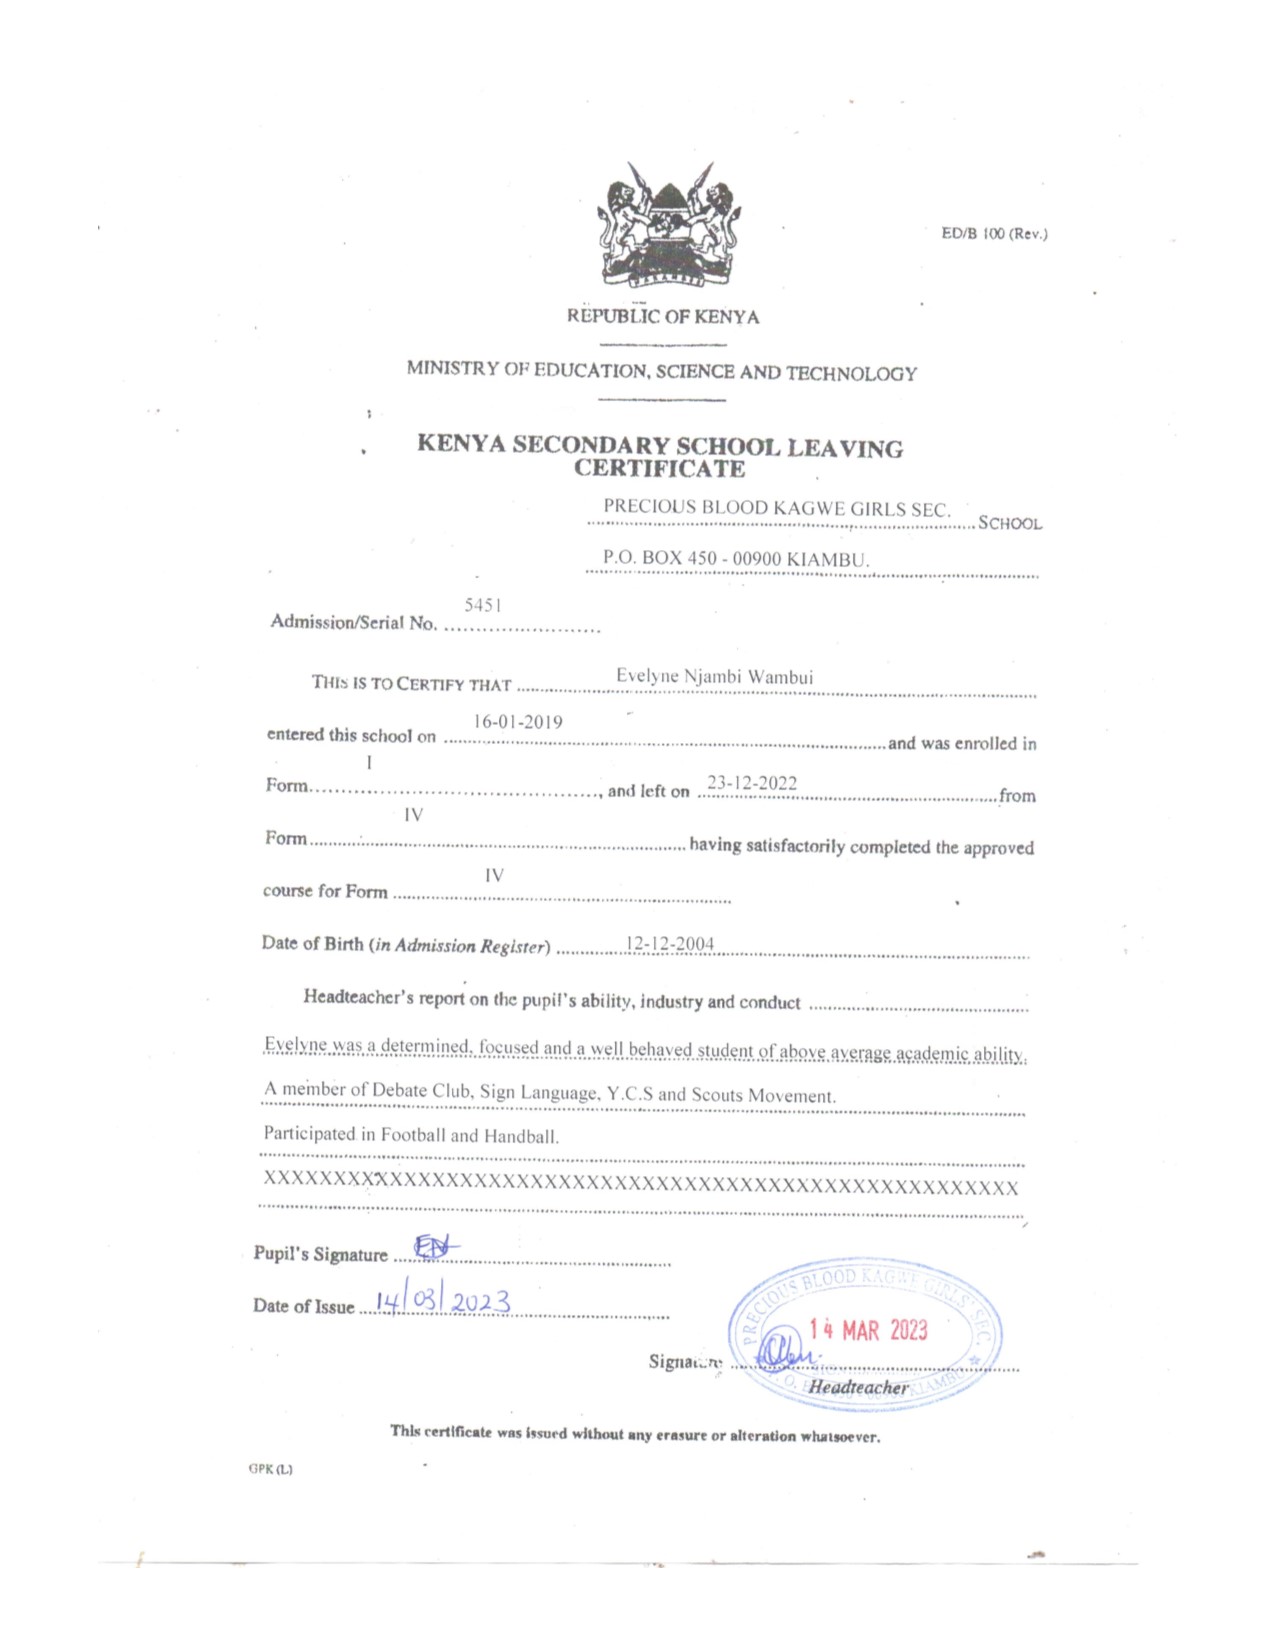 ED/B 100 (Rev.)
HARAMBEE
REPUBLIC OF KENYA
MINISTRY OF EDUCATION, SCIENCE AND TECHNOLOGY
KENYA SECONDARY SCHOOL LEAVING
CERTIFICATE
PRECIOUS BLOOD KAGWE GIRLS SEC. SCHOOL
P.O. BOX 450 - 00900 KIAMBU.
Admission/Serial No. 5451
THIS IS TO CERTIFY THAT Evelyne Njambi Wambui
entered this school on 16-01-2019 and was enrolled in
Form I, and left on 23-12-2022 from
Form IV having satisfactorily completed the approved
course for Form IV
Date of Birth (in Admission Register) 12-12-2004
Headteacher's report on the pupil's ability, industry and conduct
Evelyne was a determined, focused and a well behaved student of above average academic ability.
A member of Debate Club, Sign Language, Y.C.S and Scouts Movement.
Participated in Football and Handball.
XXXXXXXXXXXXXXXXXXXXXXXXXXXXXXXXXXXXXXXXXXXXXXXXXXXXXX
Pupil's Signature EN
Date of Issue 14/03/2023
PRECIOUS BLOOD KAGWE GIRLS' SEC.
14 MAR 2023
Signature
Headteacher
KIAMBU
This certificate was issued without any erasure or alteration whatsoever.
GPK (L)